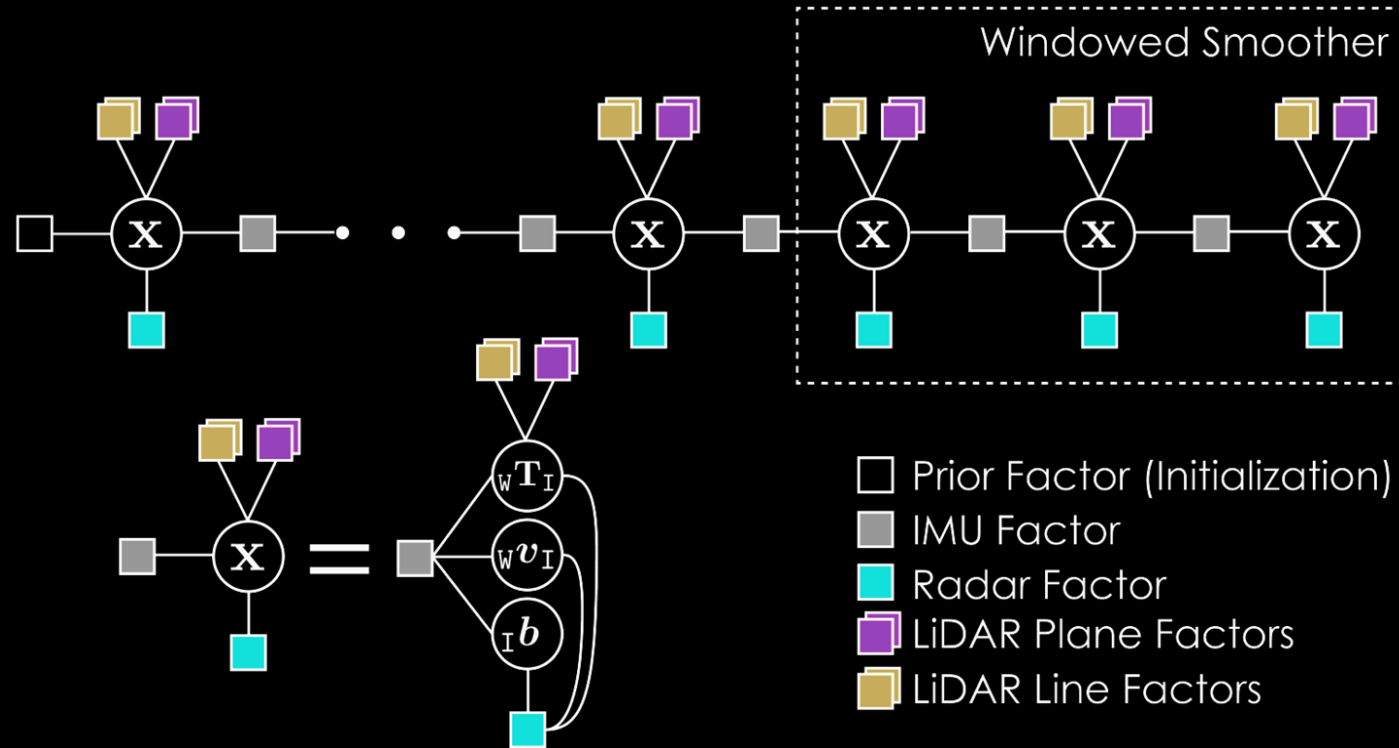 Windowed Smoother
X X X X X
X = WTI
WvI
Ib
Prior Factor (Initialization)
IMU Factor
Radar Factor
LiDAR Plane Factors
LiDAR Line Factors